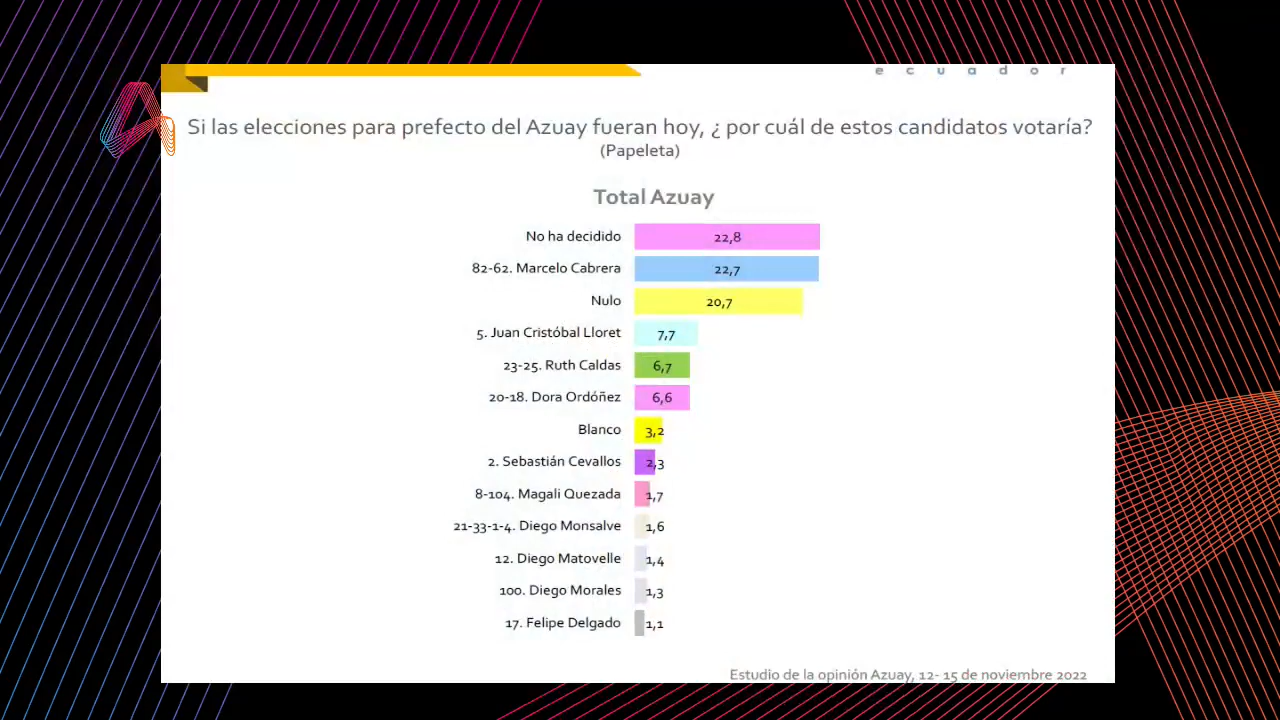 e c u a d o r
Si las elecciones para prefecto del Azuay fueran hoy, ¿ por cuál de estos candidatos votaría?
(Papeleta)
Total Azuay
No ha decidido 22,8
82-62. Marcelo Cabrera 22,7
Nulo 20,7
5. Juan Cristóbal Lloret 7,7
23-25. Ruth Caldas 6,7
20-18. Dora Ordóñez 6,6
Blanco 3,2
2. Sebastián Cevallos 2,3
8-104. Magali Quezada 1,7
21-33-1-4. Diego Monsalve 1,6
12. Diego Matovelle 1,4
100. Diego Morales 1,3
17. Felipe Delgado 1,1
Estudio de la opinión Azuay, 12- 15 de noviembre 2022